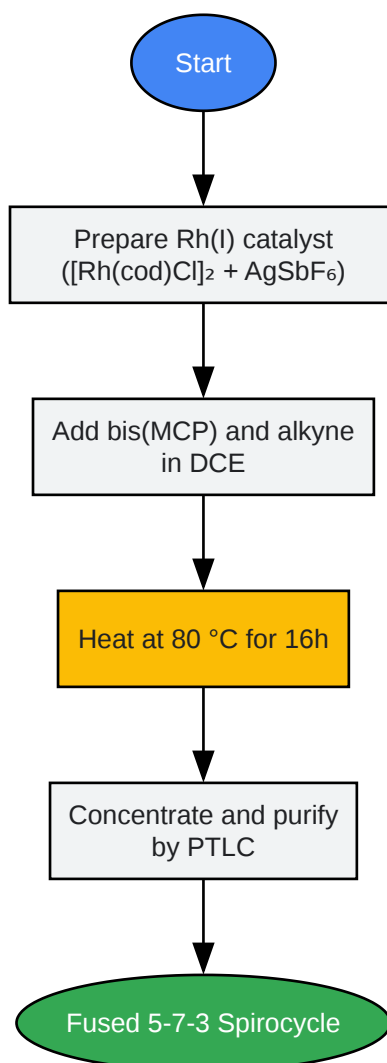 Start
Prepare Rh(I) catalyst
([Rh(cod)Cl]₂ + AgSbF₆)
Add bis(MCP) and alkyne
in DCE
Heat at 80 °C for 16h
Concentrate and purify
by PTLC
Fused 5-7-3 Spirocycle